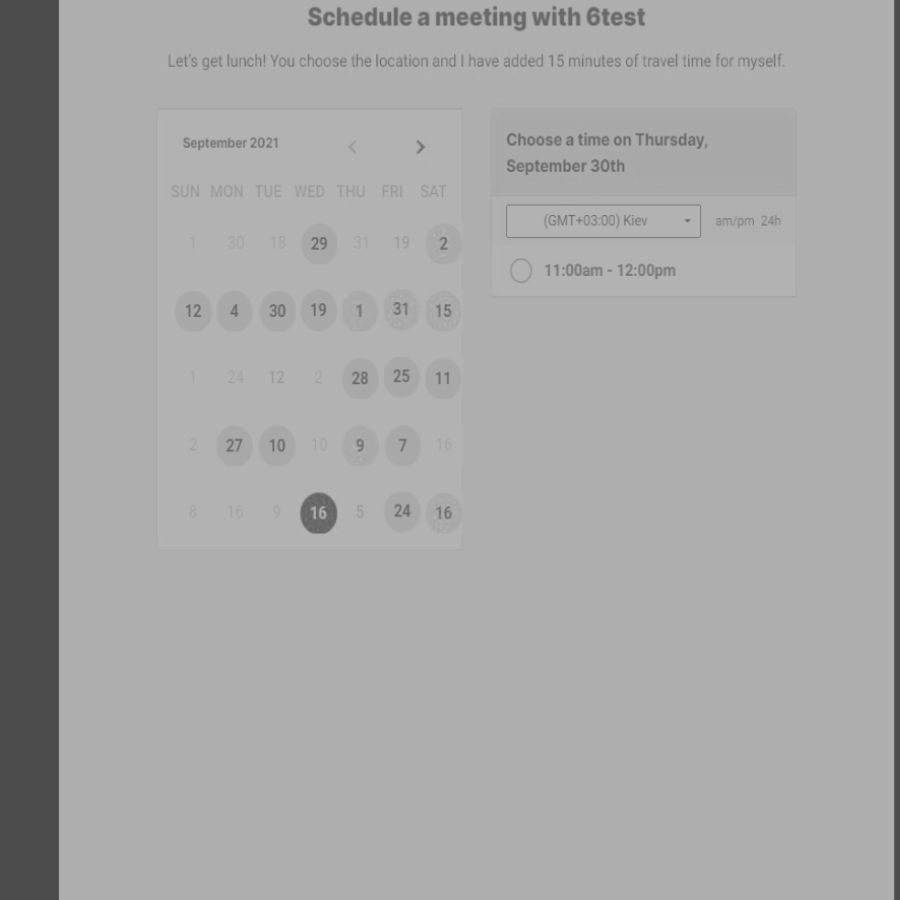 Schedule a meeting with 6test
Let's get lunch! You choose the location and I have added 15 minutes of travel time for myself.
September 2021
SUN MON TUE WED THU FRI SAT
1 30 18 29 31 19 2
12 4 30 19 1 31 15
1 24 12 2 28 25 11
2 27 10 10 9 7 16
8 16 9 16 5 24 16
Choose a time on Thursday,
September 30th
(GMT+03:00) Kiev am/pm 24h
11:00am - 12:00pm